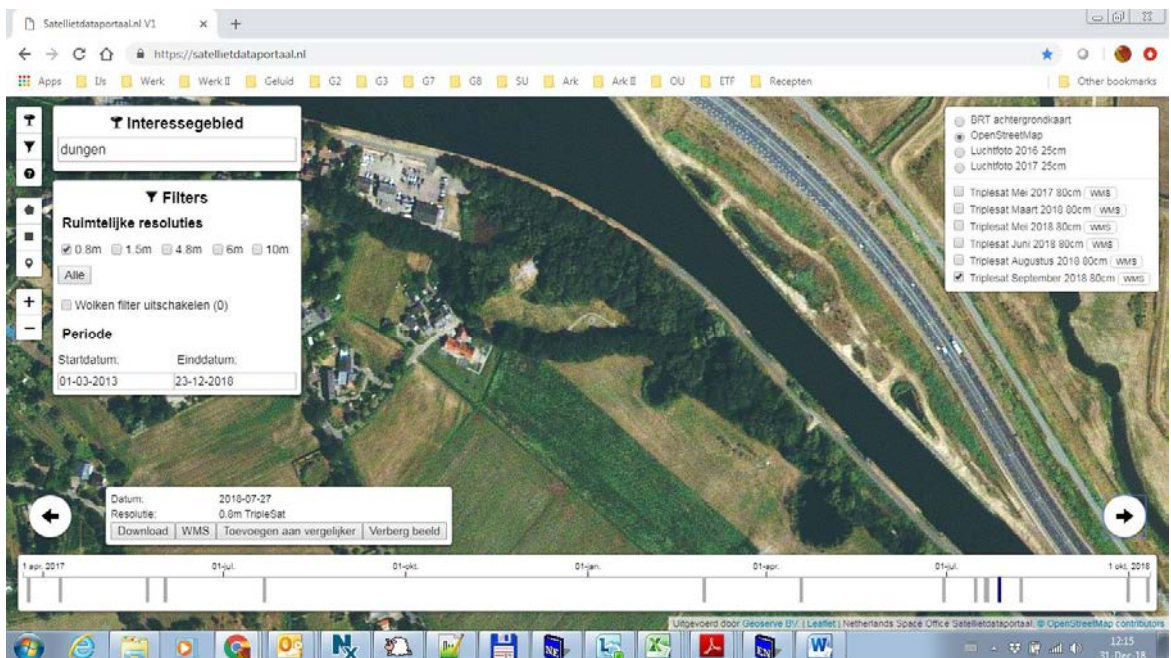 Satellietdataportaal.nl V1
https://satellietdataportaal.nl
Apps IJs Werk Werk II Geluid G2 G3 G7 G8 SU Ark Ark II OU ETF Recepten Other bookmarks
Interessegebied
dungen
Filters
Ruimtelijke resoluties
0.8m 1.5m 4.8m 6m 10m
Alle
Wolken filter uitschakelen (0)
Periode
Startdatum: Einddatum:
01-03-2013 23-12-2018
BRT achtergrondkaart
OpenStreetMap
Luchtfoto 2016 25cm
Luchtfoto 2017 25cm
Triplesat Mei 2017 80cm WMS
Triplesat Maart 2018 80cm WMS
Triplesat Mei 2018 80cm WMS
Triplesat Juni 2018 80cm WMS
Triplesat Augustus 2018 80cm WMS
Triplesat September 2018 80cm WMS
Datum: 2018-07-27
Resolutie: 0.8m TripleSat
Download WMS Toevoegen aan vergelijker Verberg beeld
1 apr. 2017 01-jul. 01-okt. 01-jan. 01-apr. 01-jul. 1 okt. 2018
Uitgevoerd door Geoserve BV. | Leaflet | Netherlands Space Office Satellietdataportaal, © OpenStreetMap contributors
12:15
31-Dec-18